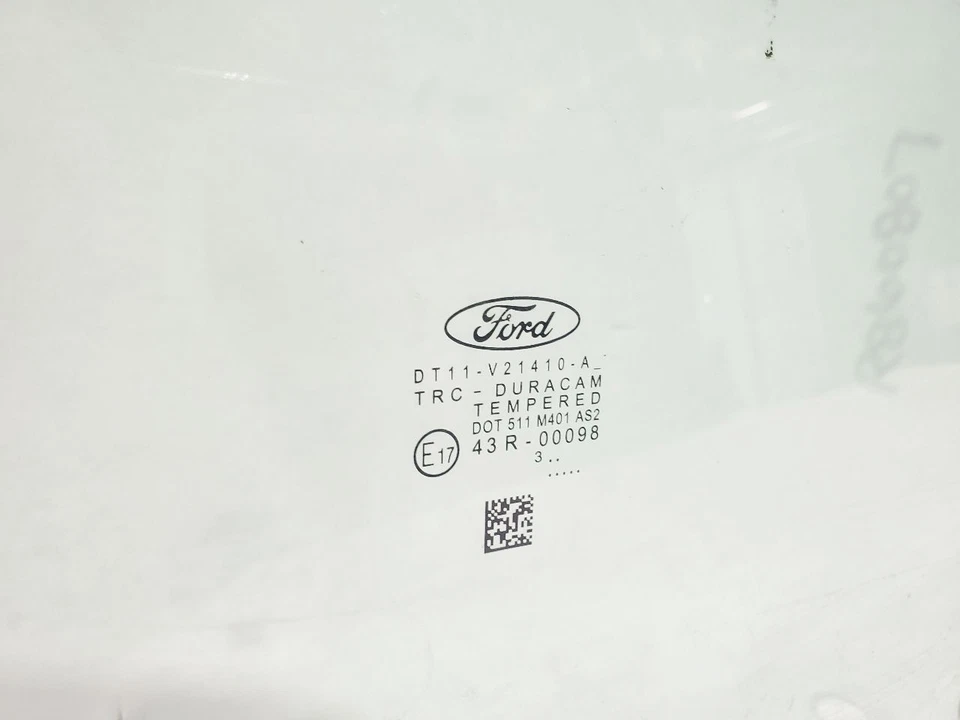 Ford
DT11-V21410-A_
TRC - DURACAM
TEMPERED
DOT 511 M401 AS2
E17
43R-00098
3..
.....